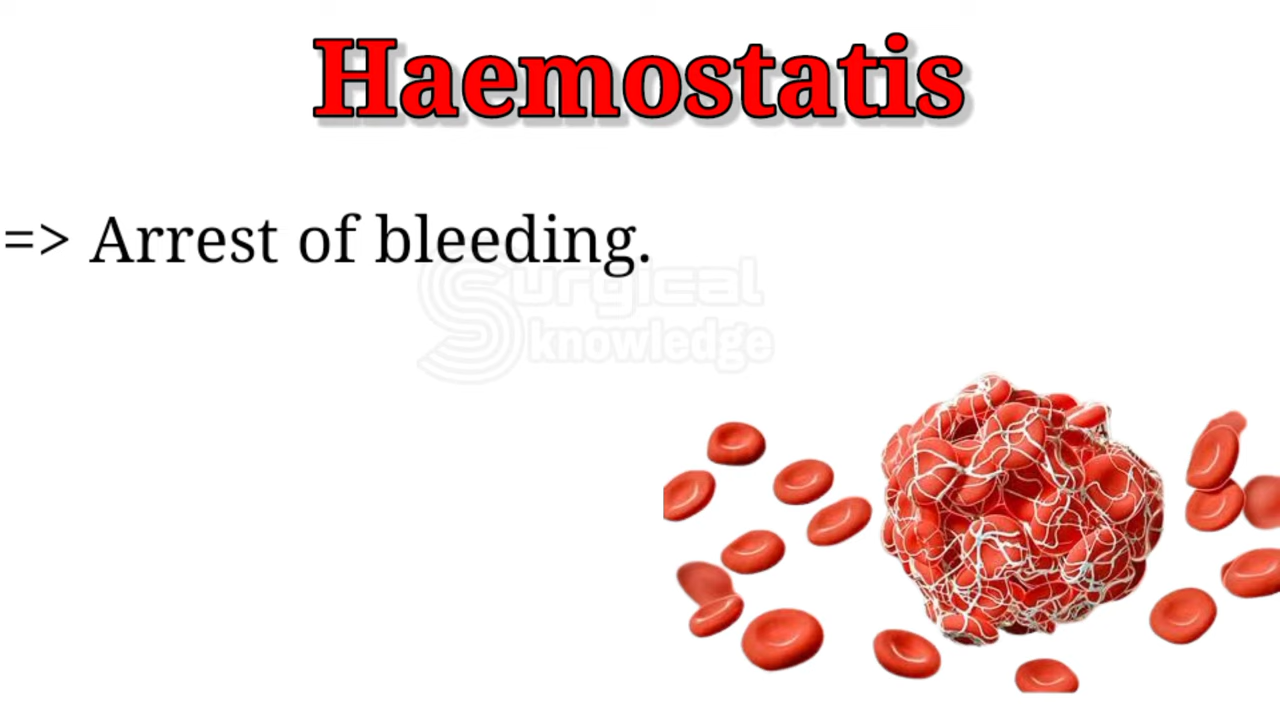 Haemostatis
=> Arrest of bleeding.
Surgical
knowledge